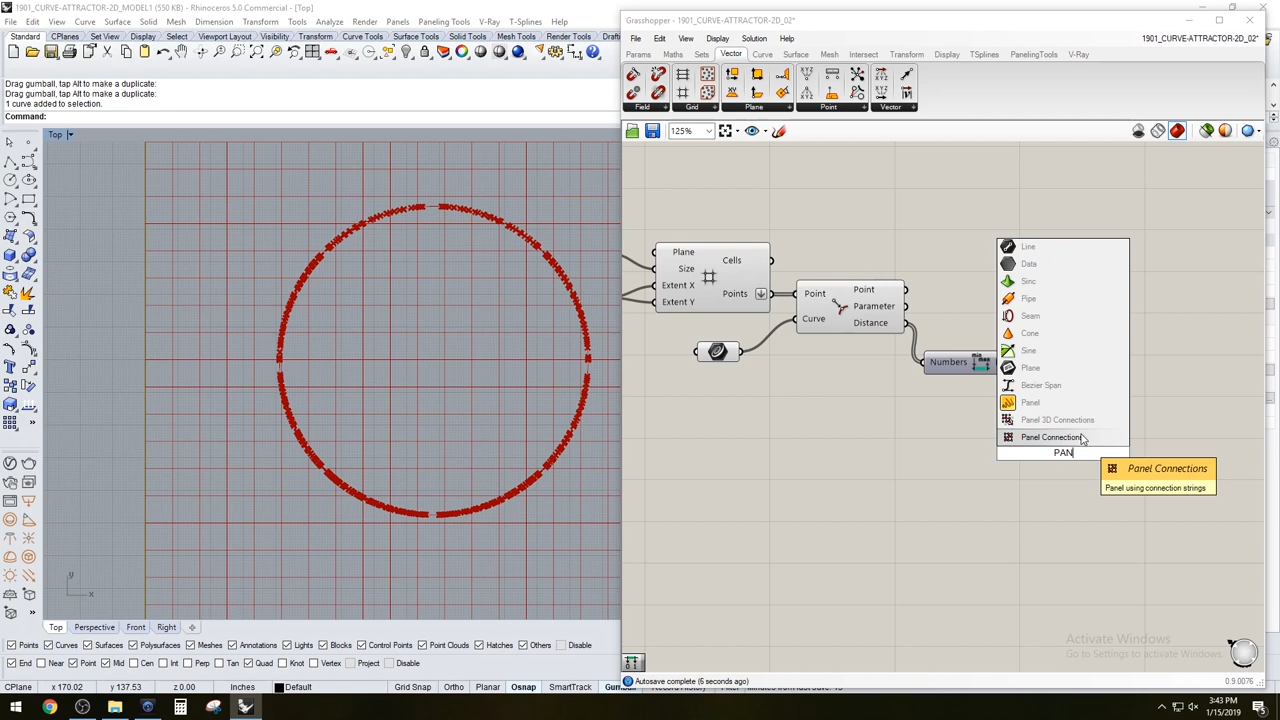 1901_CURVE-ATTRACTOR-2D_MODEL1 (550 KB) - Rhinoceros 5.0 Commercial - [Top]
File Edit View Curve Surface Solid Mesh Dimension Transform Tools Analyze Render Panels Paneling Tools V-Ray T-Splines Help
Standard CPlanes Set View Display Select Viewport Layout Visibility Transform Curve Tools Surface Tools Solid Tools Mesh Tools
Drag gumball, tap Alt to make a duplicate:
Drag gumball, tap Alt to make a duplicate:
1 curve added to selection.
Command:
Top
y
x
Top Perspective Front Right
Points Curves Surfaces Polysurfaces Meshes Annotations Lights Blocks Control Points Point Clouds Hatches Others Disable
End Near Point Mid Cen Int Perp Tan Quad Knot Vertex Project Disable
CPlane x 170.02 y 137.53 z 0.00 Inches Default Grid Snap Ortho Planar Osnap SmartTrack Gumball
Grasshopper - 1901_CURVE-ATTRACTOR-2D_02*
File Edit View Display Solution Help
1901_CURVE-ATTRACTOR-2D_02*
Params Maths Sets Vector Curve Surface Mesh Intersect Transform Display TSplines PanelingTools V-Ray
Field Grid Plane Point Vector
125%
Plane
Size
Extent X
Extent Y
Cells
Points
Point
Curve
Point
Parameter
Distance
Numbers
min
max
Line
Data
Sinc
Pipe
Seam
Cone
Sine
Plane
Bezier Span
Panel
Panel 3D Connections
Panel Connections
PAN
Panel Connections
Panel using connection strings
Activate Windows
Go to Settings to activate Windows.
Autosave complete (6 seconds ago)
0.9.0076
3:43 PM
1/15/2019